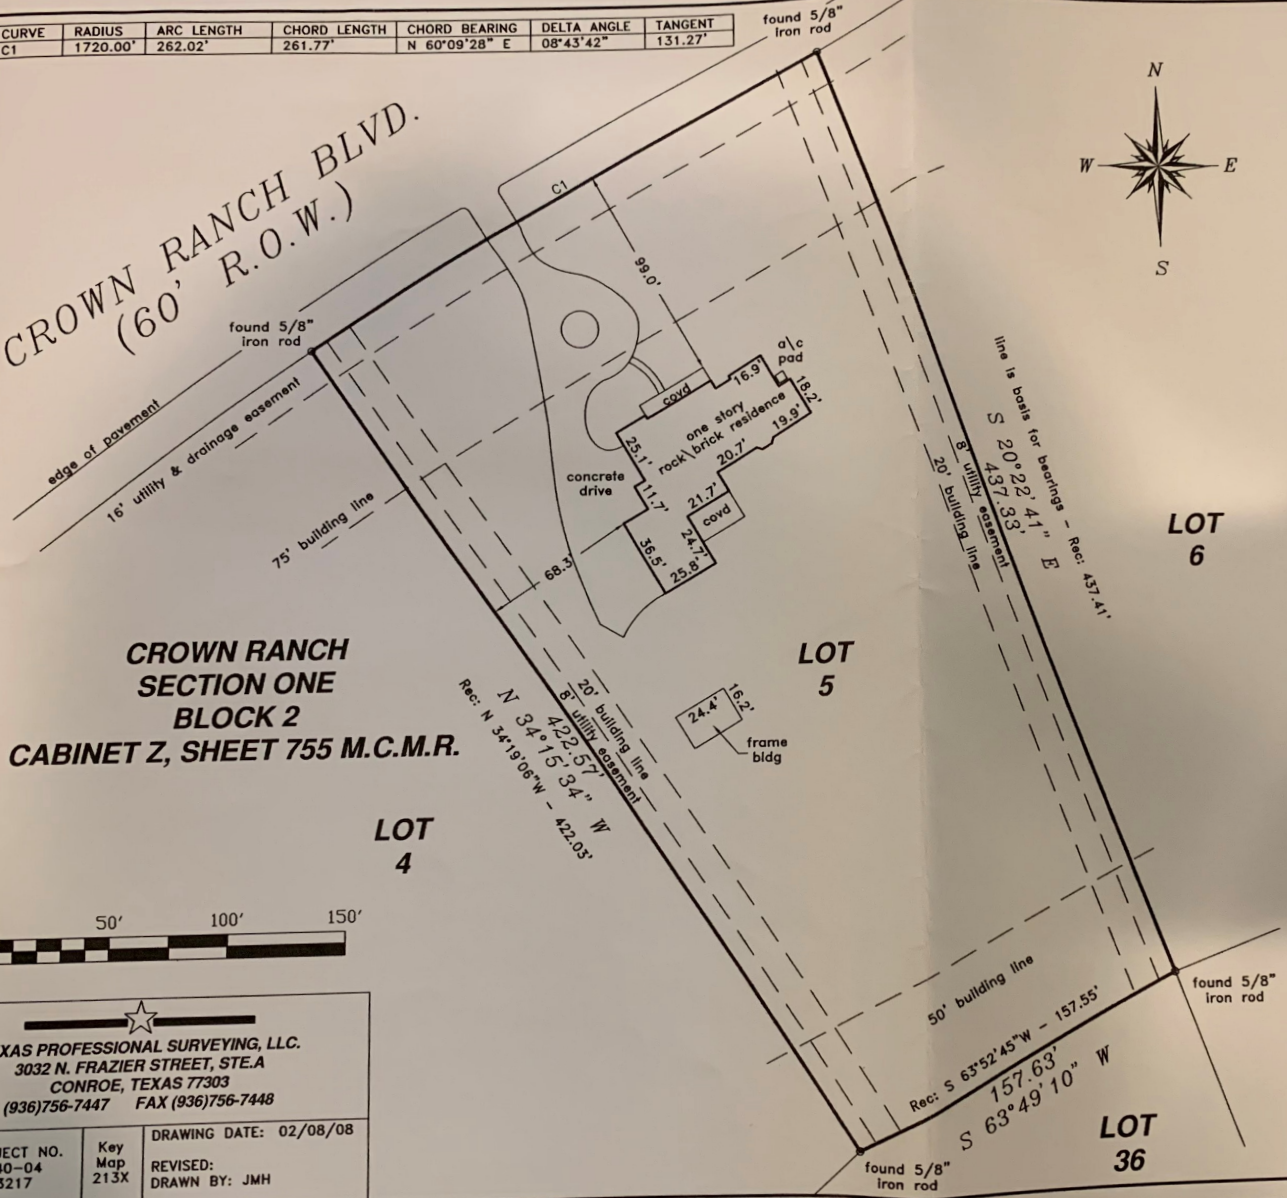 CURVE RADIUS ARC LENGTH CHORD LENGTH CHORD BEARING DELTA ANGLE TANGENT
C1 1720.00' 262.02' 261.77' N 60°09'28" E 08°43'42" 131.27'
found 5/8"
iron rod
N
W E
S
CROWN RANCH BLVD.
(60' R.O.W.)
C1
99.0'
found 5/8"
iron rod
edge of pavement
16' utility & drainage easement
75' building line
a\c
pad
covd
16.9'
18.2'
one story
rock\brick residence
19.9'
20.7'
25.1'
11.7'
21.7'
covd
24.7'
36.5'
25.8'
concrete
drive
68.3'
line is basis for bearings - Rec: 437.41'
S 20°22'41" E
437.33'
8' utility easement
20' building line
LOT
6
CROWN RANCH
SECTION ONE
BLOCK 2
CABINET Z, SHEET 755 M.C.M.R.
LOT
5
24.4'
16.2'
frame
bldg
20' building line
8' utility easement
422.57'
N 34°15'34" W
Rec: N 34°19'06"W - 422.03'
LOT
4
50' 100' 150'
50' building line
Rec: S 63°52'45"W - 157.55'
157.63'
S 63°49'10" W
found 5/8"
iron rod
LOT
36
found 5/8"
iron rod
XAS PROFESSIONAL SURVEYING, LLC.
3032 N. FRAZIER STREET, STE.A
CONROE, TEXAS 77303
(936)756-7447 FAX (936)756-7448
JECT NO.
0-04
3217
Key
Map
213X
DRAWING DATE: 02/08/08
REVISED:
DRAWN BY: JMH